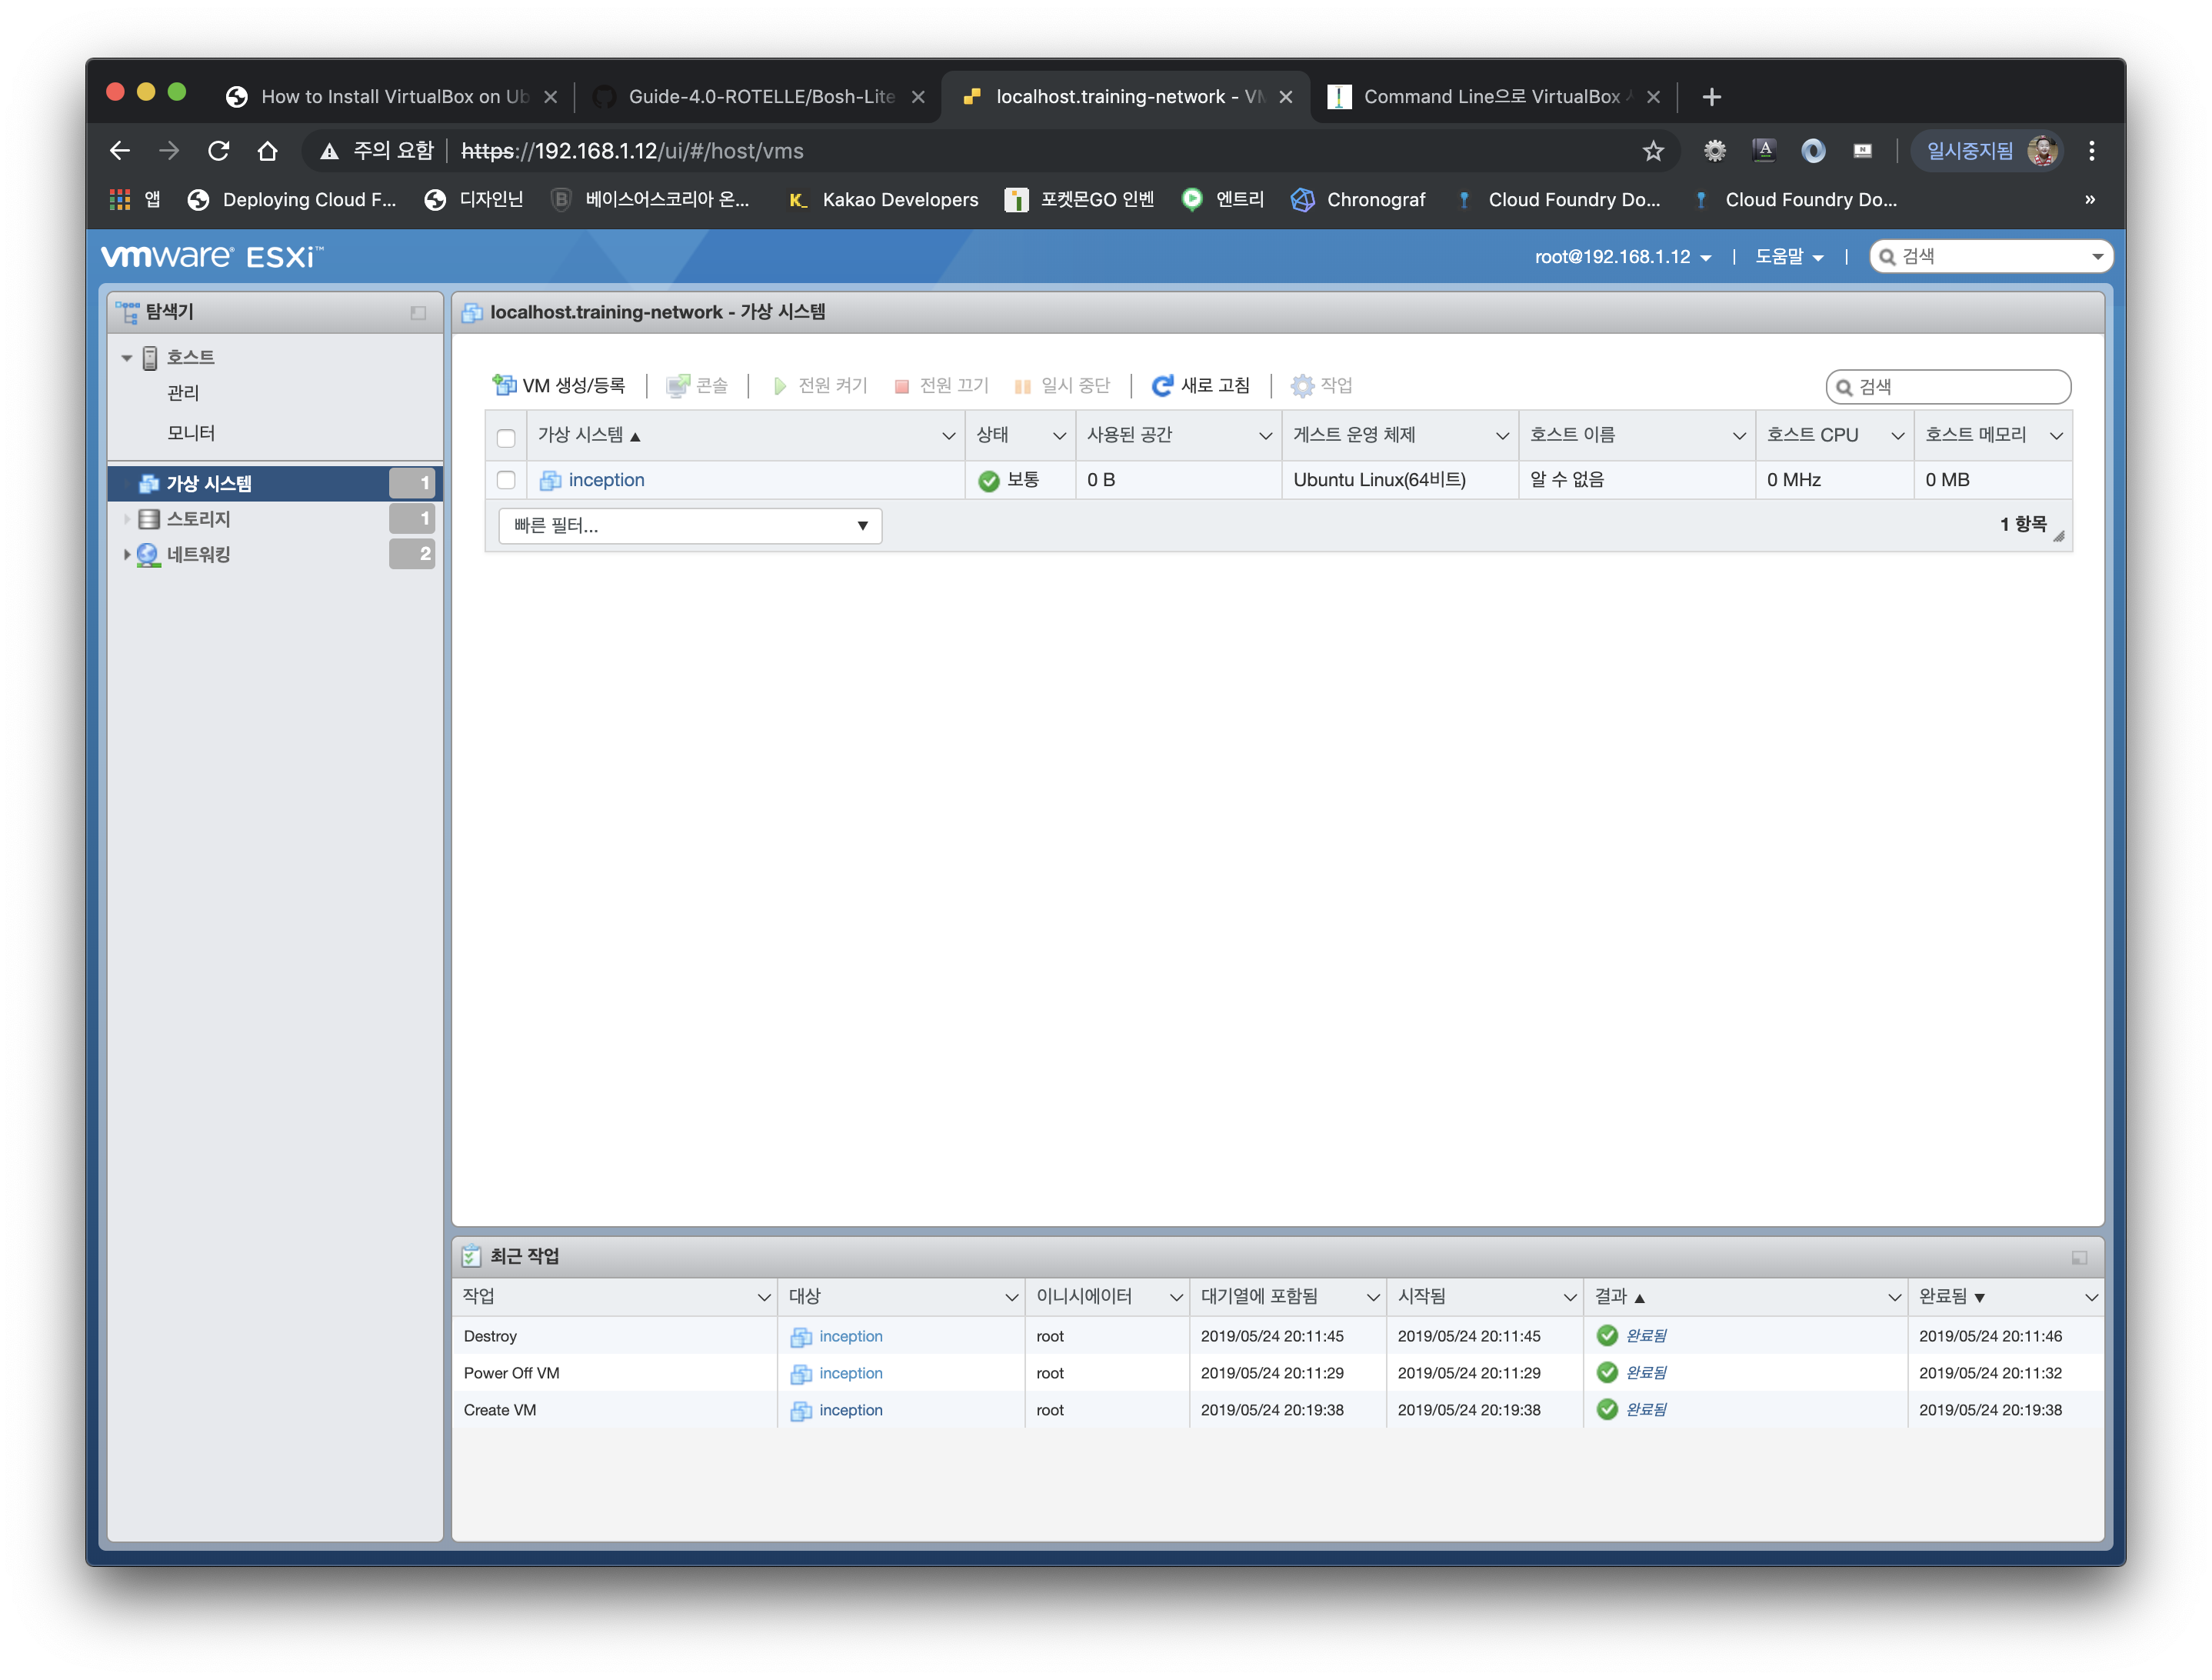 How to Install VirtualBox on Ub
Guide-4.0-ROTELLE/Bosh-Lite
localhost.training-network - VM
Command Line으로 VirtualBox
주의 요함 https://192.168.1.12/ui/#/host/vms
일시중지됨
앱 Deploying Cloud F... 디자인넌 베이스어스코리아 온... K_ Kakao Developers 포켓몬GO 인벤 엔트리 Chronograf Cloud Foundry Do... Cloud Foundry Do... »
vmware® ESXi™
root@192.168.1.12 | 도움말 | 검색
탐색기
호스트
관리
모니터
가상 시스템 1
스토리지 1
네트워킹 2
localhost.training-network - 가상 시스템
VM 생성/등록 | 콘솔 | 전원 켜기 전원 끄기 일시 중단 | 새로 고침 | 작업 검색
가상 시스템 ▲ 상태 사용된 공간 게스트 운영 체제 호스트 이름 호스트 CPU 호스트 메모리
inception 보통 0 B Ubuntu Linux(64비트) 알 수 없음 0 MHz 0 MB
빠른 필터... 1 항목
최근 작업
작업 대상 이니시에이터 대기열에 포함됨 시작됨 결과 ▲ 완료됨 ▼
Destroy inception root 2019/05/24 20:11:45 2019/05/24 20:11:45 완료됨 2019/05/24 20:11:46
Power Off VM inception root 2019/05/24 20:11:29 2019/05/24 20:11:29 완료됨 2019/05/24 20:11:32
Create VM inception root 2019/05/24 20:19:38 2019/05/24 20:19:38 완료됨 2019/05/24 20:19:38